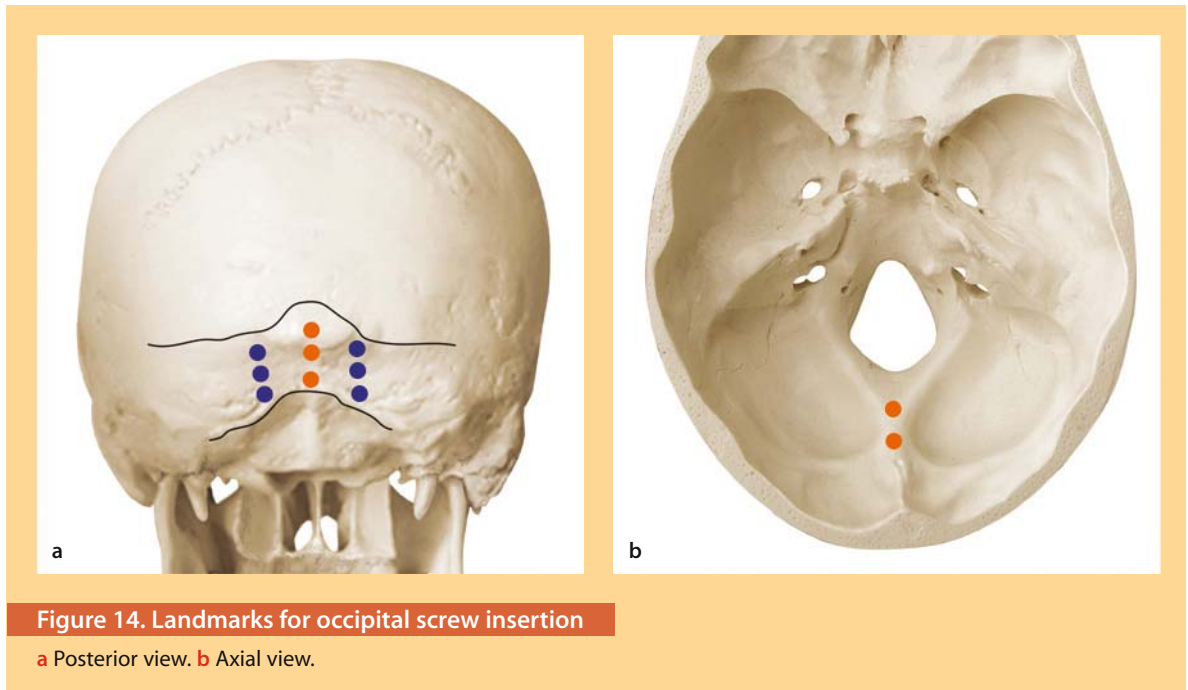 a
b
Figure 14. Landmarks for occipital screw insertion
a Posterior view. b Axial view.